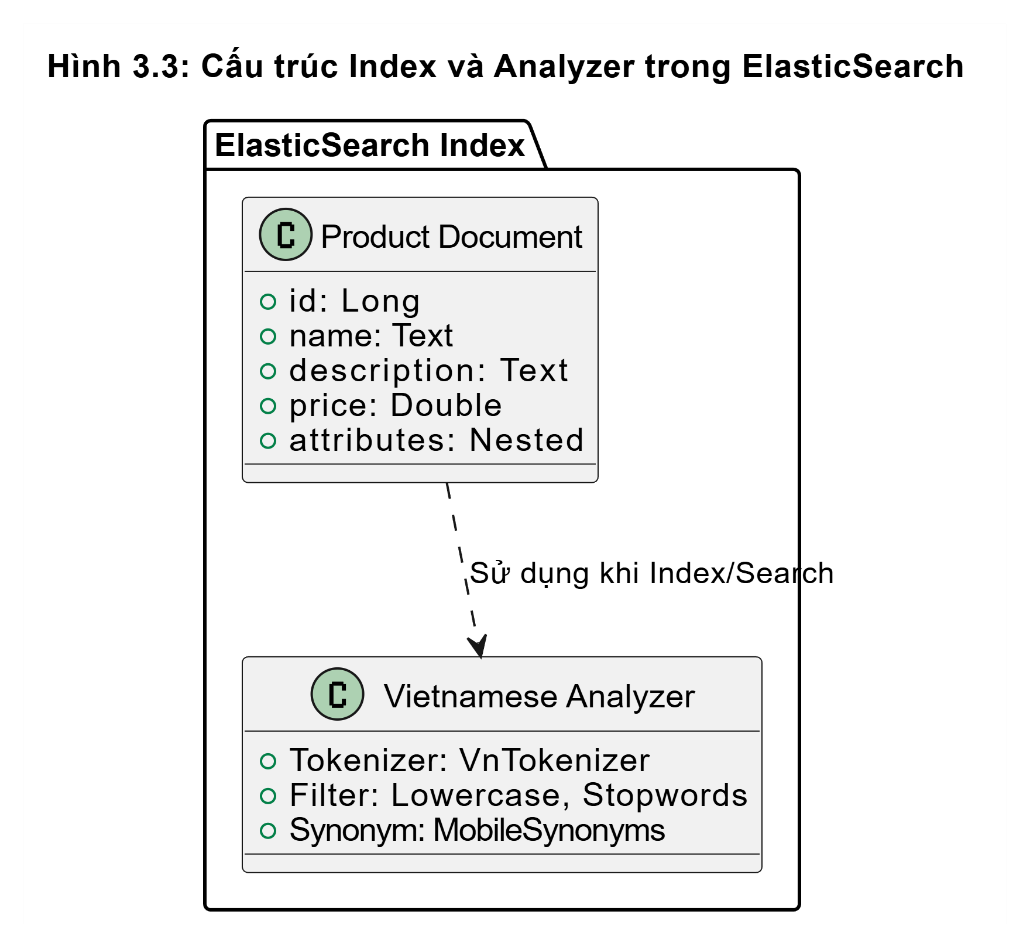 Hình 3.3: Cấu trúc Index và Analyzer trong ElasticSearch
ElasticSearch Index
C Product Document
id: Long
name: Text
description: Text
price: Double
attributes: Nested
Sử dụng khi Index/Search
C Vietnamese Analyzer
Tokenizer: VnTokenizer
Filter: Lowercase, Stopwords
Synonym: MobileSynonyms